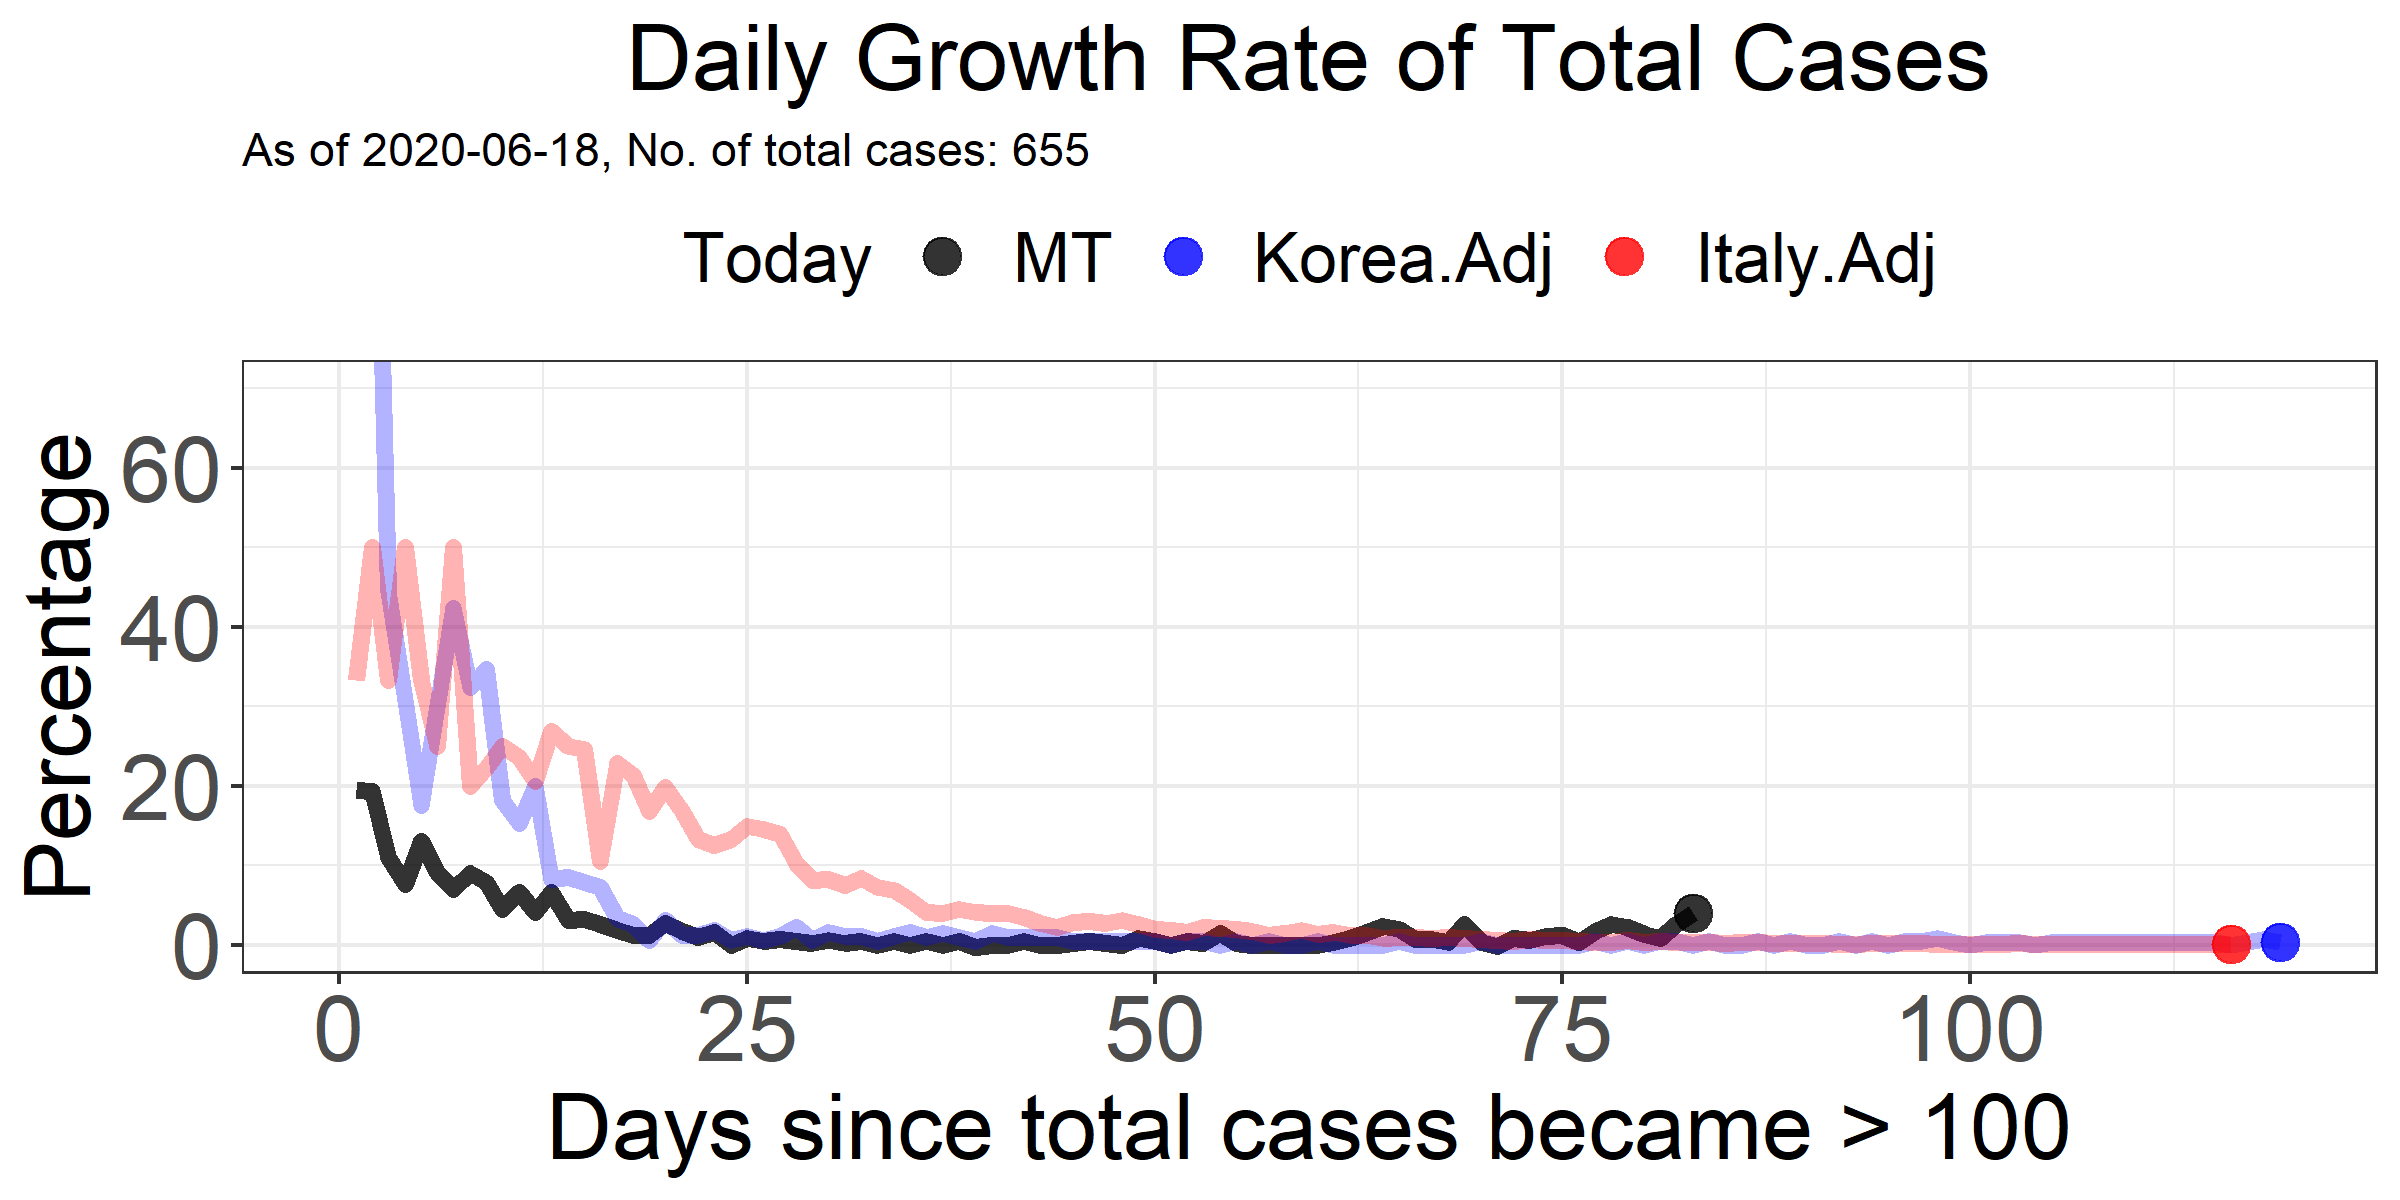 Daily Growth Rate of Total Cases
As of 2020-06-18, No. of total cases: 655
Today MT Korea.Adj Italy.Adj
Percentage
60
40
20
0
0 25 50 75 100
Days since total cases became > 100